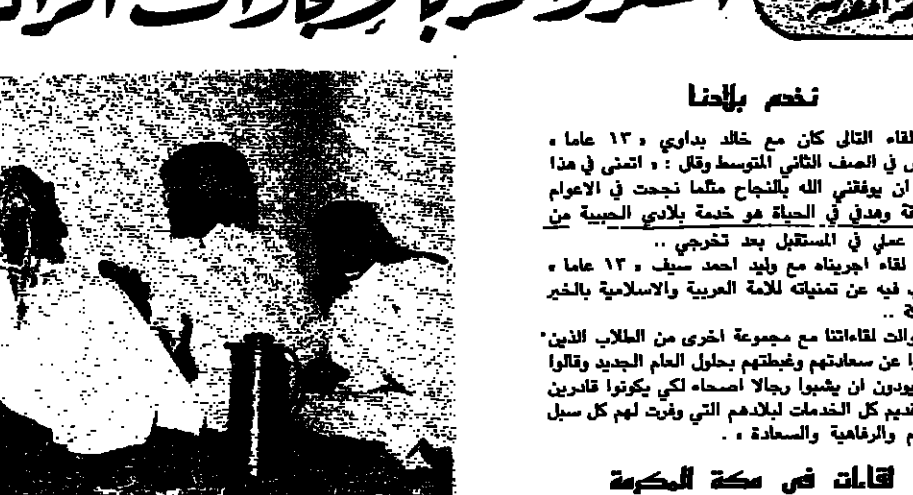 نخدم بلادنا
لقاء التالى كان مع خالد بداوي « ١٣ عاما »
في الصف الثاني المتوسط وقال : « اتمنى في هذا
ان يوفقني الله بالنجاح مثلما نجحت في الاعوام
وهدفي في الحياة هو خدمة بلادي الحبيبة من
عملي في المستقبل بعد تخرجي ..
لقاء اجريناه مع وليد احمد سيف « ١٣ عاما »
فيه عن تمنياته للامة العربية والاسلامية بالخير
..
والت لقاءاتنا مع مجموعة اخرى من الطلاب الذين
عن سعادتهم وغبطتهم بحلول العام الجديد وقالوا
يودون ان يشبوا رجالا اصحاء لكي يكونوا قادرين
كل الخدمات لبلادهم التي وفرت لهم كل سبل
والرفاهية والسعادة » .
لقاءات في مكة المكرمة